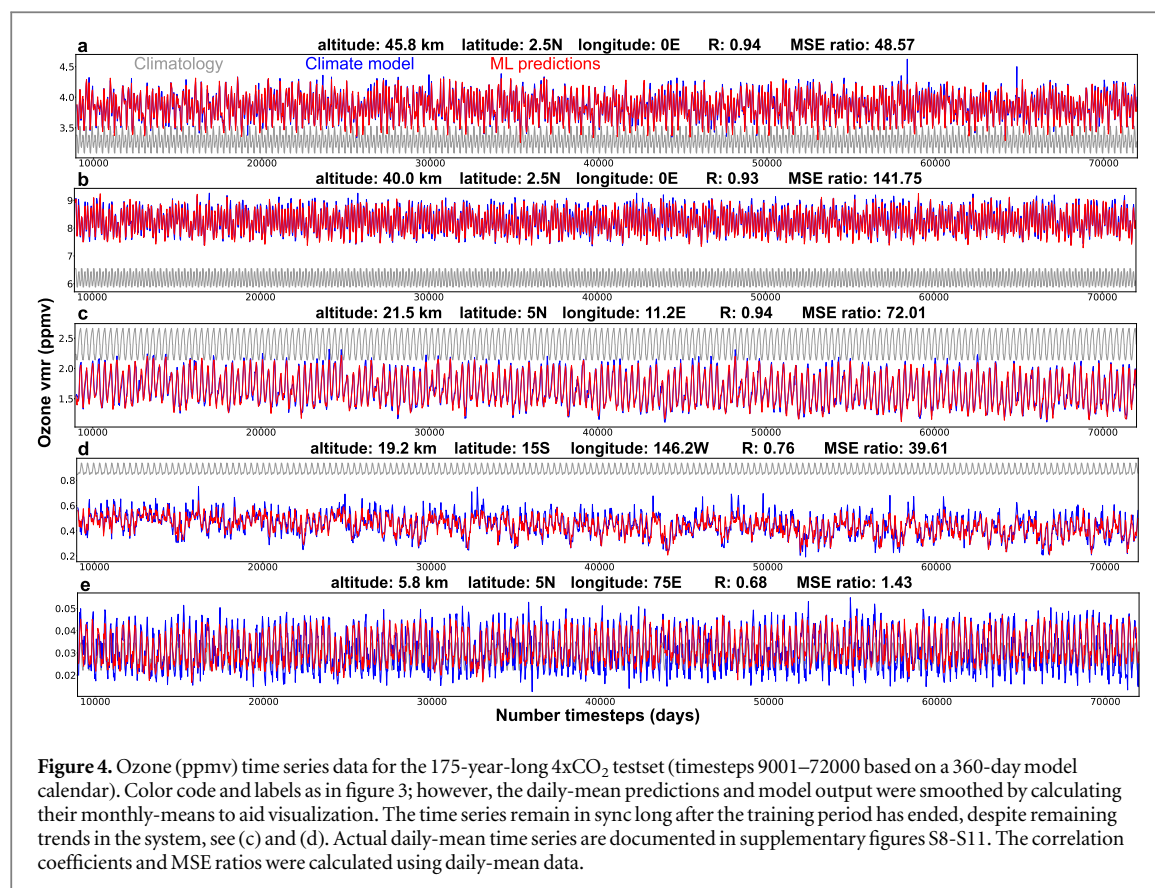 a
altitude: 45.8 km latitude: 2.5N longitude: 0E R: 0.94 MSE ratio: 48.57
Climatology Climate model ML predictions
4.5
4.0
3.5
10000 20000 30000 40000 50000 60000 70000
b
altitude: 40.0 km latitude: 2.5N longitude: 0E R: 0.93 MSE ratio: 141.75
9
8
7
6
10000 20000 30000 40000 50000 60000 70000
c
altitude: 21.5 km latitude: 5N longitude: 11.2E R: 0.94 MSE ratio: 72.01
Ozone vmr (ppmv)
2.5
2.0
1.5
10000 20000 30000 40000 50000 60000 70000
d
altitude: 19.2 km latitude: 15S longitude: 146.2W R: 0.76 MSE ratio: 39.61
0.8
0.6
0.4
0.2
10000 20000 30000 40000 50000 60000 70000
e
altitude: 5.8 km latitude: 5N longitude: 75E R: 0.68 MSE ratio: 1.43
0.05
0.04
0.03
0.02
10000 20000 30000 40000 50000 60000 70000
Number timesteps (days)
Figure 4. Ozone (ppmv) time series data for the 175-year-long 4xCO₂ testset (timesteps 9001–72000 based on a 360-day model
calendar). Color code and labels as in figure 3; however, the daily-mean predictions and model output were smoothed by calculating
their monthly-means to aid visualization. The time series remain in sync long after the training period has ended, despite remaining
trends in the system, see (c) and (d). Actual daily-mean time series are documented in supplementary figures S8-S11. The correlation
coefficients and MSE ratios were calculated using daily-mean data.